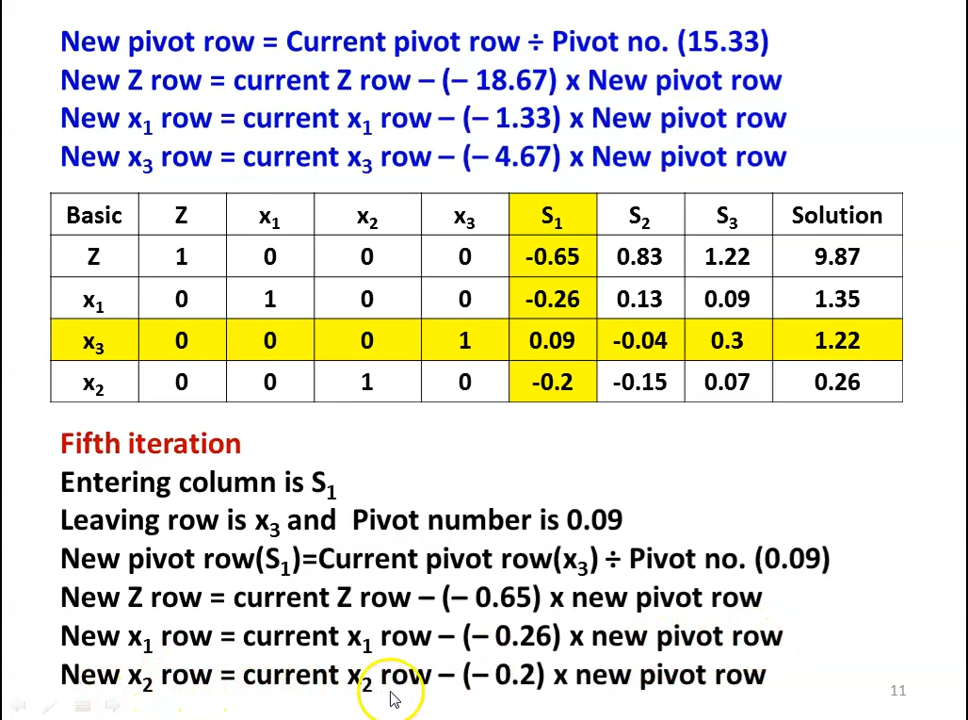 New pivot row = Current pivot row ÷ Pivot no. (15.33)
New Z row = current Z row – (– 18.67) x New pivot row
New x₁ row = current x₁ row – (– 1.33) x New pivot row
New x₃ row = current x₃ row – (– 4.67) x New pivot row
Basic Z x₁ x₂ x₃ S₁ S₂ S₃ Solution
Z 1 0 0 0 -0.65 0.83 1.22 9.87
x₁ 0 1 0 0 -0.26 0.13 0.09 1.35
x₃ 0 0 0 1 0.09 -0.04 0.3 1.22
x₂ 0 0 1 0 -0.2 -0.15 0.07 0.26
Fifth iteration
Entering column is S₁
Leaving row is x₃ and Pivot number is 0.09
New pivot row(S₁)=Current pivot row(x₃) ÷ Pivot no. (0.09)
New Z row = current Z row – (– 0.65) x new pivot row
New x₁ row = current x₁ row – (– 0.26) x new pivot row
New x₂ row = current x₂ row – (– 0.2) x new pivot row
11